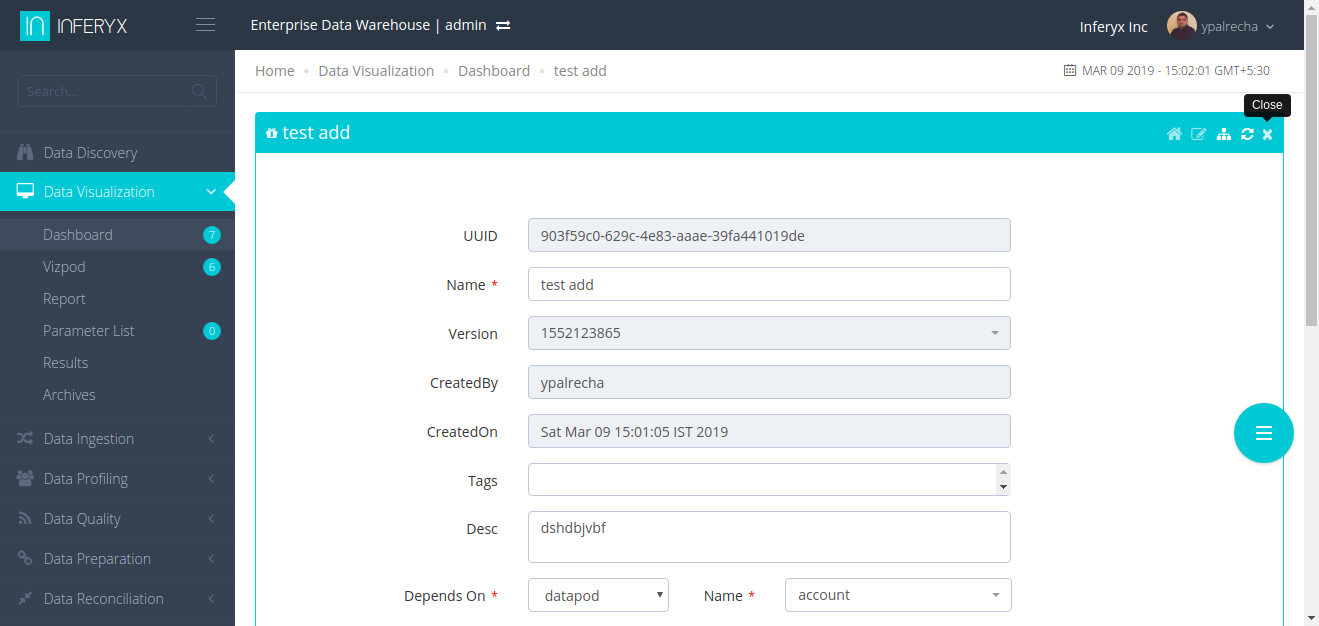 INFERYX
Enterprise Data Warehouse | admin
Inferyx Inc
ypalrecha
Home
Data Visualization
Dashboard
test add
MAR 09 2019 - 15:02:01 GMT+5:30
Search...
Close
test add
Data Discovery
Data Visualization
Dashboard 7
Vizpod 6
Report
Parameter List 0
Results
Archives
Data Ingestion
Data Profiling
Data Quality
Data Preparation
Data Reconciliation
UUID 903f59c0-629c-4e83-aaae-39fa441019de
Name * test add
Version 1552123865
CreatedBy ypalrecha
CreatedOn Sat Mar 09 15:01:05 IST 2019
Tags
Desc dshdbjvbf
Depends On * datapod Name * account